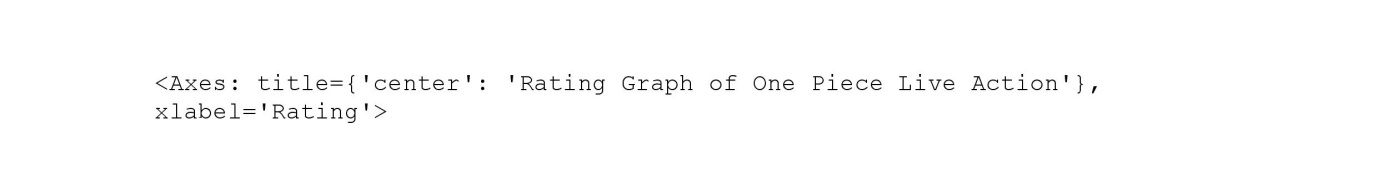 <Axes: title={'center': 'Rating Graph of One Piece Live Action'},
xlabel='Rating'>